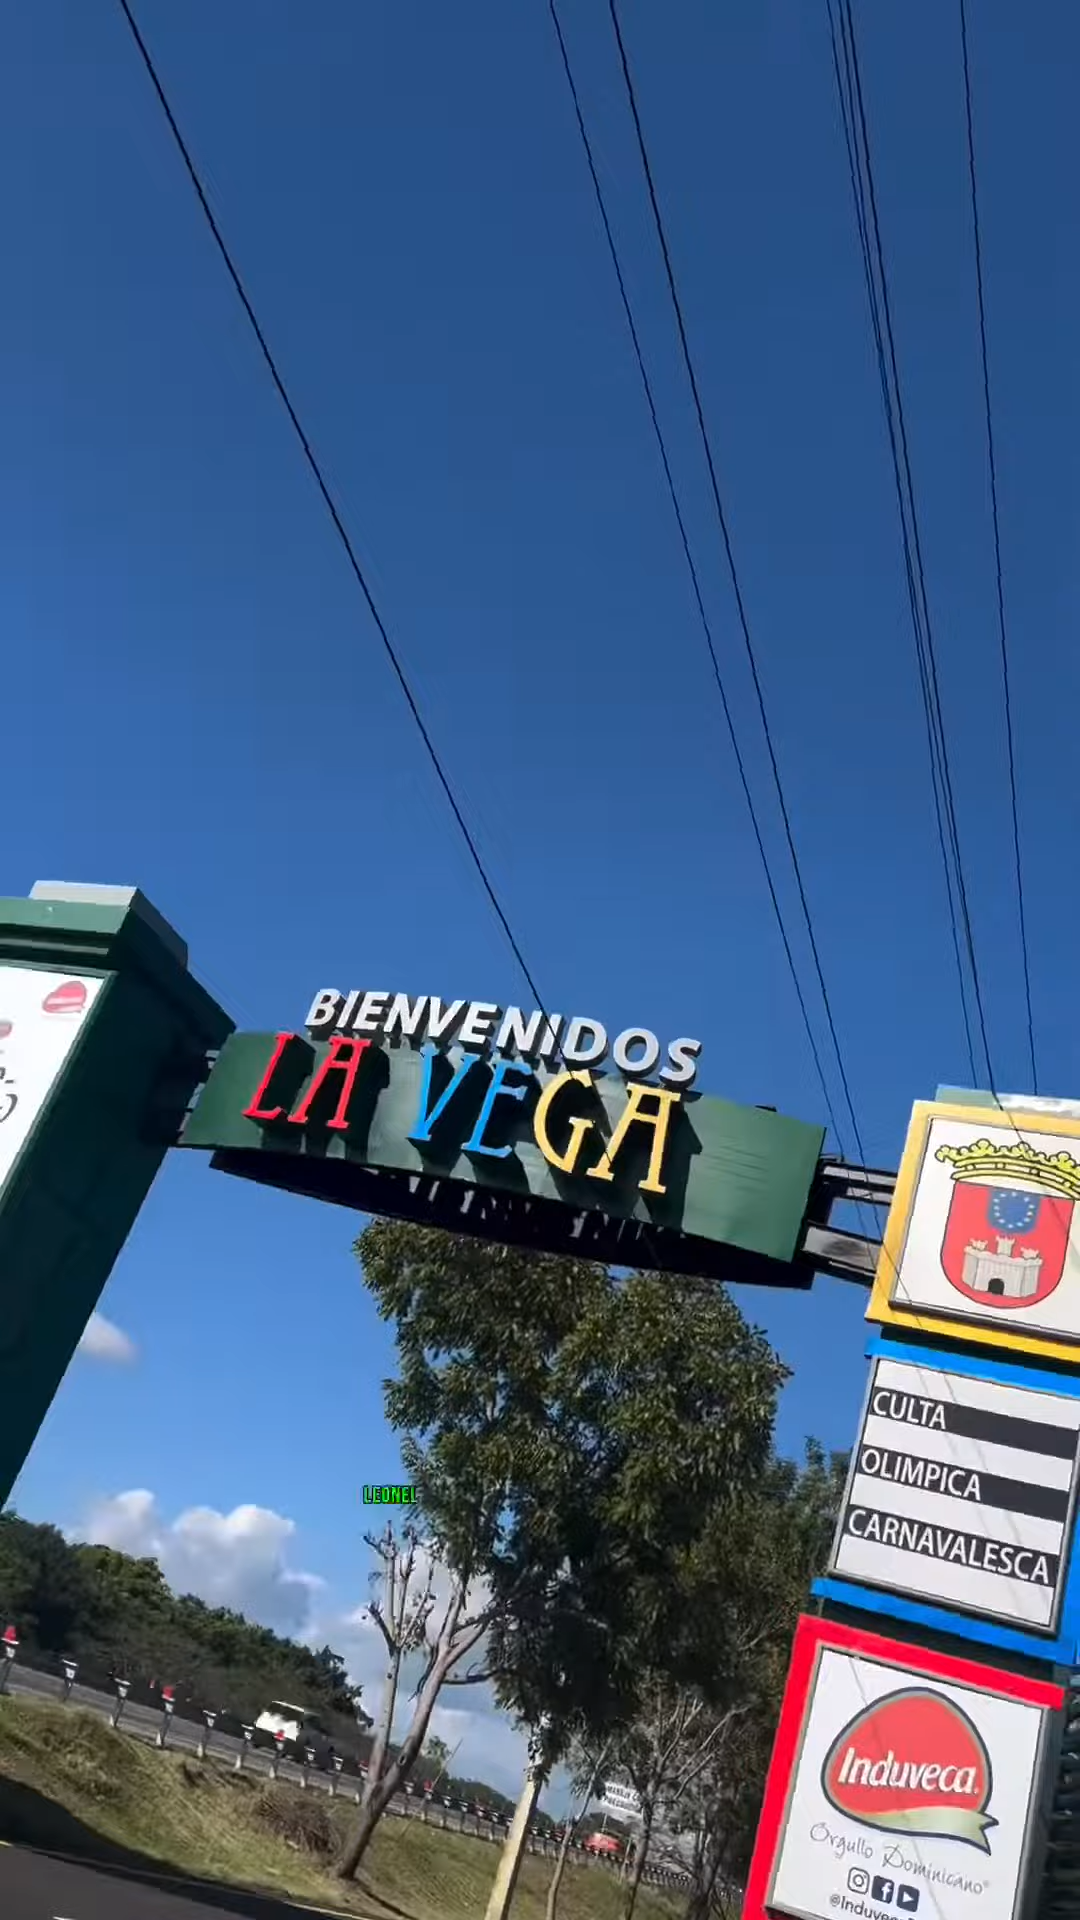 BIENVENIDOS
LA VEGA
CULTA
OLIMPICA
CARNAVALESCA
LEONEL
Induveca
Orgullo Dominicano